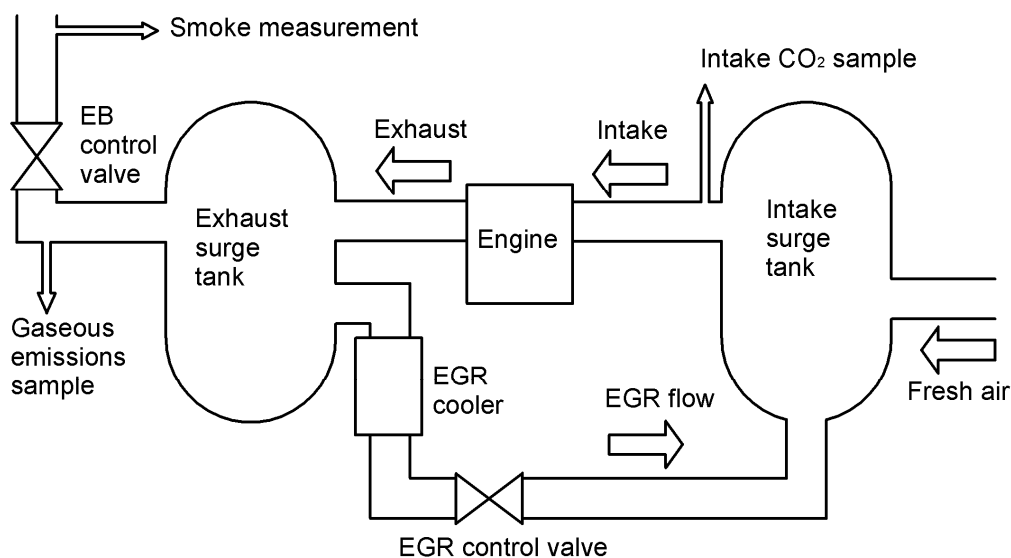 Smoke measurement
Intake CO₂ sample
EB
control
valve
Exhaust
Intake
Exhaust
surge
tank
Engine
Intake
surge
tank
Gaseous
emissions
sample
EGR
cooler
EGR flow
Fresh air
EGR control valve